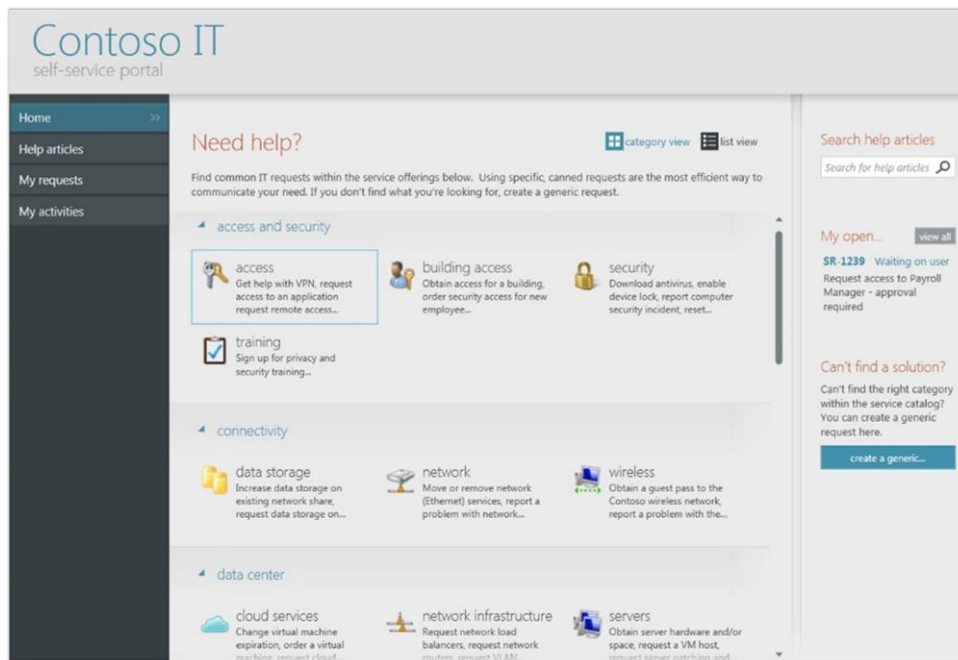 Contoso IT
self-service portal
Home
Help articles
My requests
My activities
Need help?
category view
list view
Find common IT requests within the service offerings below. Using specific, canned requests are the most efficient way to
communicate your need. If you don't find what you're looking for, create a generic request.
access and security
access
Get help with VPN, request
access to an application
request remote access...
building access
Obtain access for a building,
order security access for new
employee...
security
Download antivirus, enable
device lock, report computer
security incident, reset...
training
Sign up for privacy and
security training...
connectivity
data storage
Increase data storage on
existing network share,
request data storage on...
network
Move or remove network
(Ethernet) services, report a
problem with network...
wireless
Obtain a guest pass to the
Contoso wireless network,
report a problem with the...
data center
cloud services
Change virtual machine
expiration, order a virtual
machine, request cloud...
network infrastructure
Request network load
balancers, request network
routers, request VLAN...
servers
Obtain server hardware and/or
space, request a VM host,
request server patching and...
Search help articles
Search for help articles
My open...
view all
SR-1239 Waiting on user
Request access to Payroll
Manager - approval
required
Can't find a solution?
Can't find the right category
within the service catalog?
You can create a generic
request here.
create a generic...